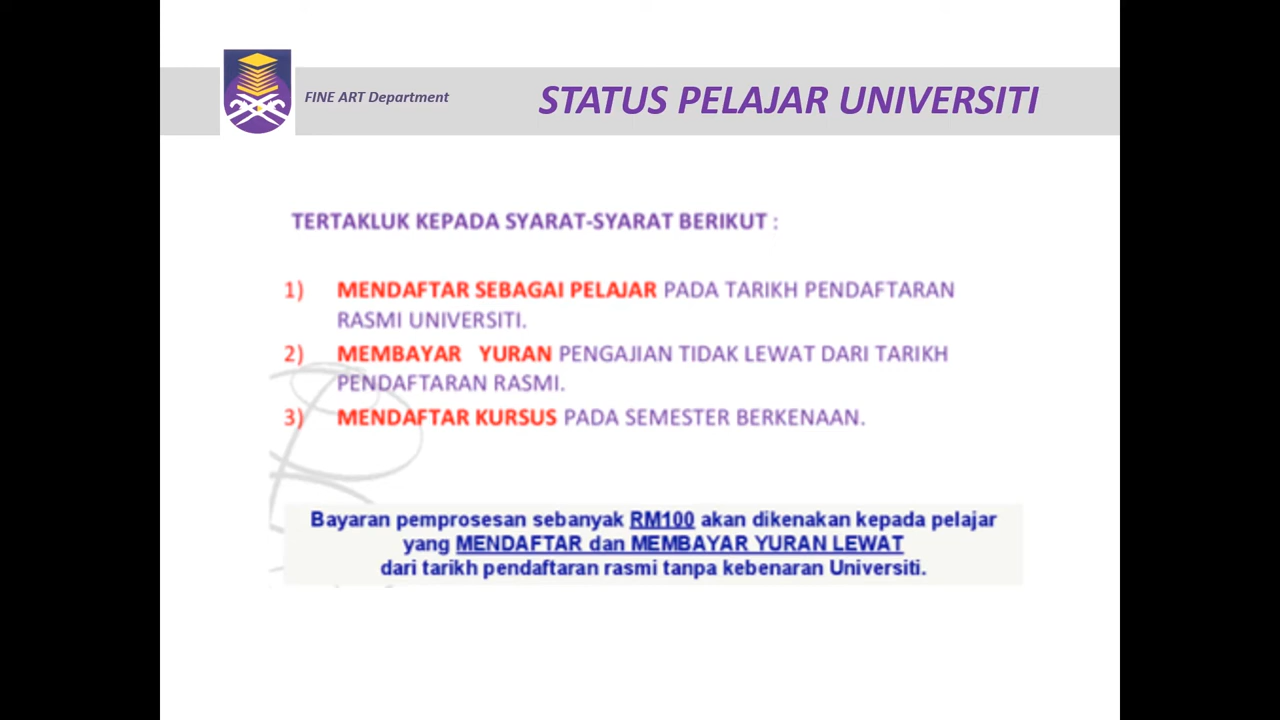 FINE ART Department
STATUS PELAJAR UNIVERSITI
TERTAKLUK KEPADA SYARAT-SYARAT BERIKUT :
1) MENDAFTAR SEBAGAI PELAJAR PADA TARIKH PENDAFTARAN
RASMI UNIVERSITI.
2) MEMBAYAR YURAN PENGAJIAN TIDAK LEWAT DARI TARIKH
PENDAFTARAN RASMI.
3) MENDAFTAR KURSUS PADA SEMESTER BERKENAAN.
Bayaran pemprosesan sebanyak RM100 akan dikenakan kepada pelajar
yang MENDAFTAR dan MEMBAYAR YURAN LEWAT
dari tarikh pendaftaran rasmi tanpa kebenaran Universiti.